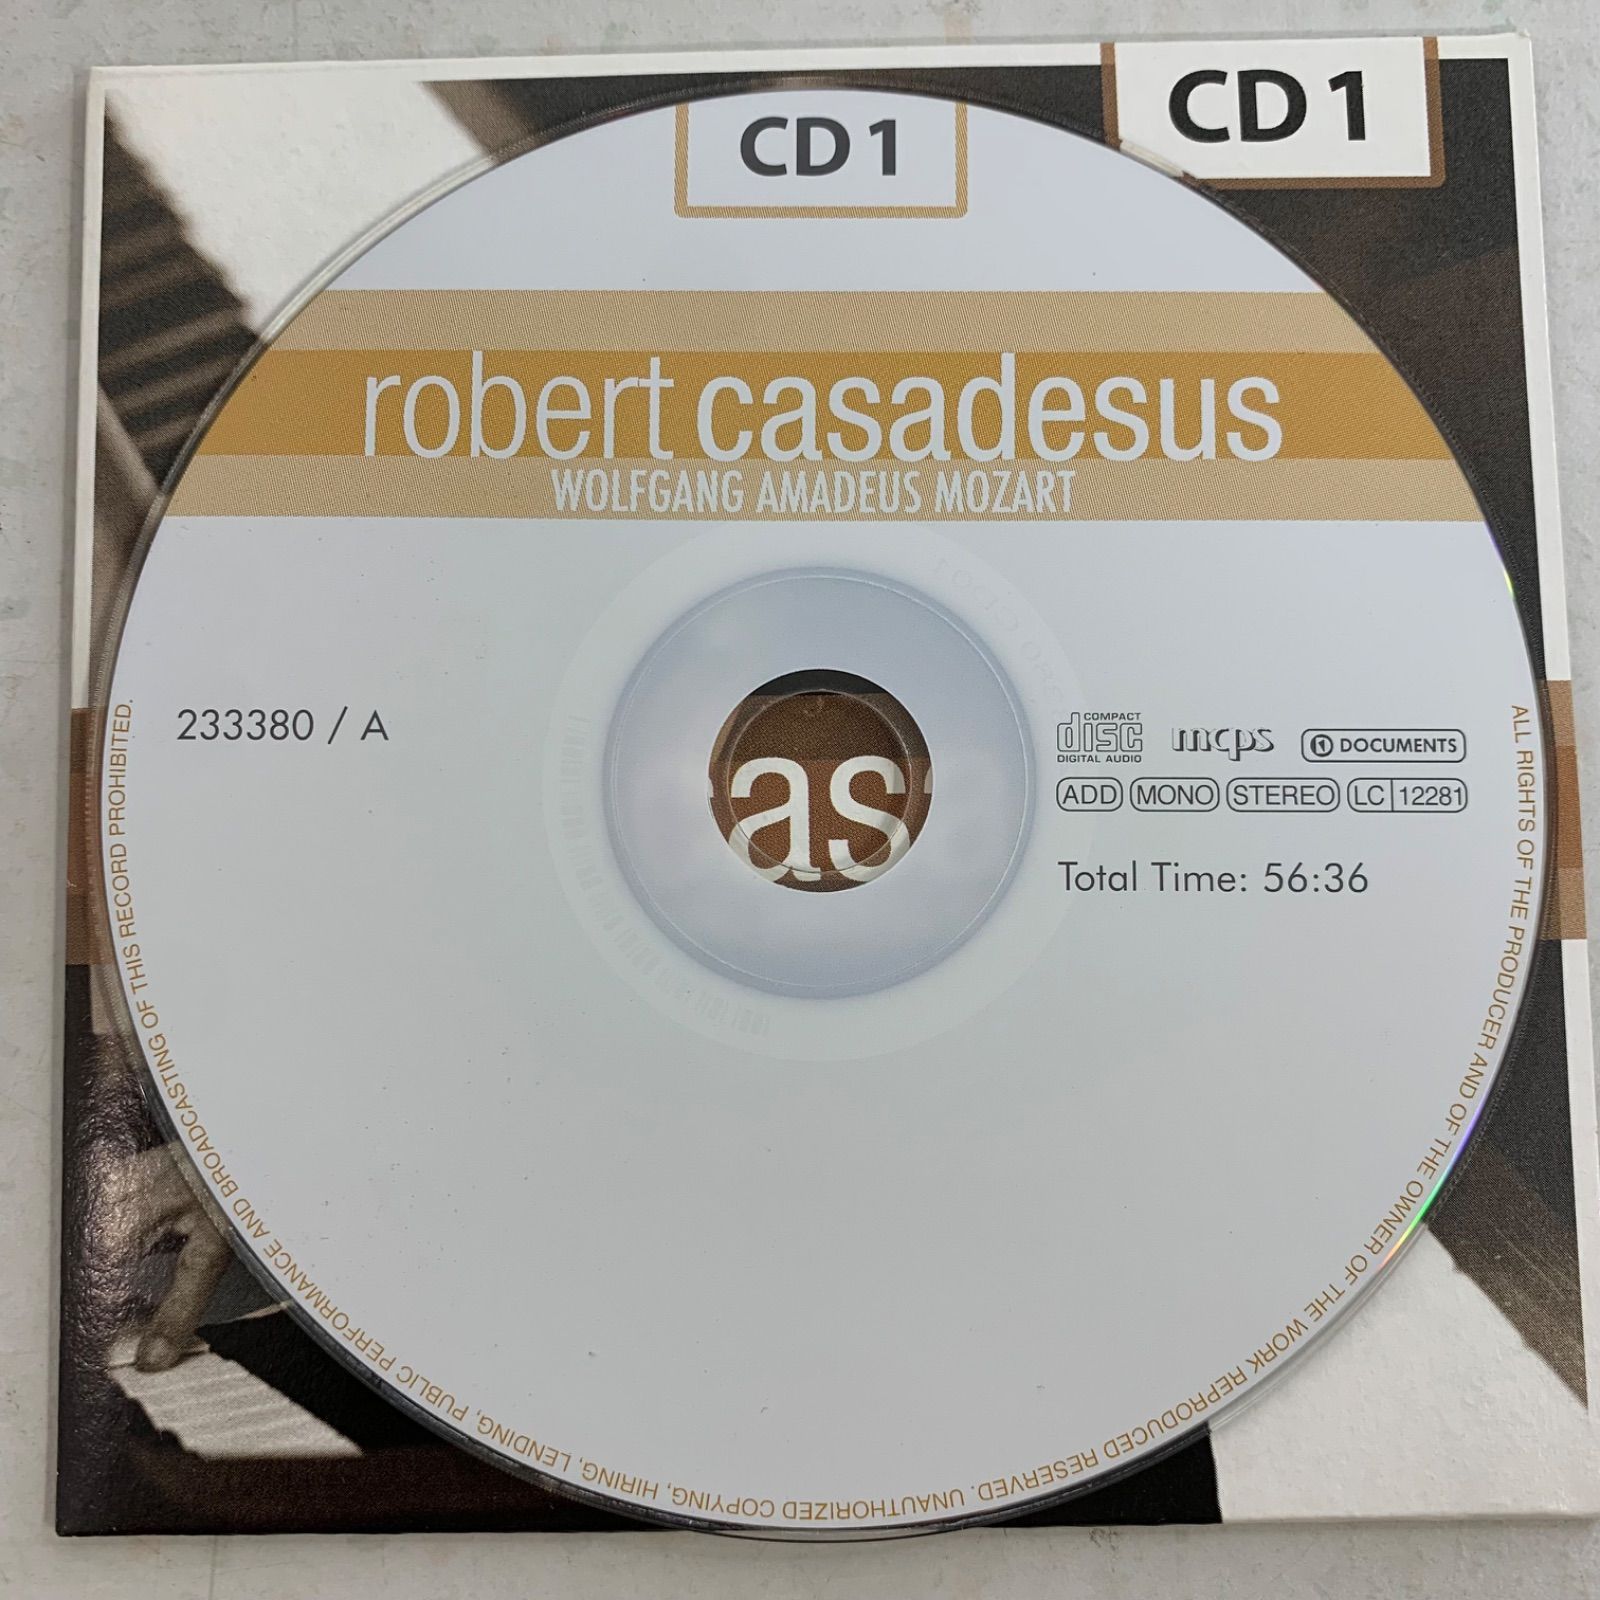 CD 1
CD 1
robert casadesus
WOLFGANG AMADEUS MOZART
233380 / A
as
COMPACT
disc
DIGITAL AUDIO
mcps
DOCUMENTS
ADD MONO STEREO LC 12281
Total Time: 56:36
ALL RIGHTS OF THE PRODUCER AND OF THE OWNER OF THE WORK REPRODUCED RESERVED. UNAUTHORIZED COPYING, HIRING, LENDING, PUBLIC PERFORMANCE AND BROADCASTING OF THIS RECORD PROHIBITED.